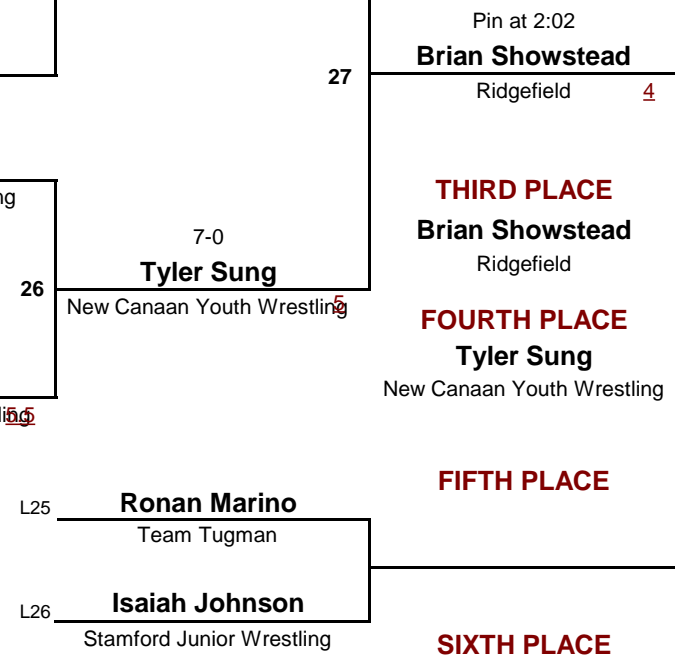 Pin at 2:02
Brian Showstead
27
Ridgefield 4
THIRD PLACE
Brian Showstead
Ridgefield
7-0
Tyler Sung
26
New Canaan Youth Wrestling 5
FOURTH PLACE
Tyler Sung
New Canaan Youth Wrestling
FIFTH PLACE
L25 Ronan Marino
Team Tugman
L26 Isaiah Johnson
Stamford Junior Wrestling
SIXTH PLACE